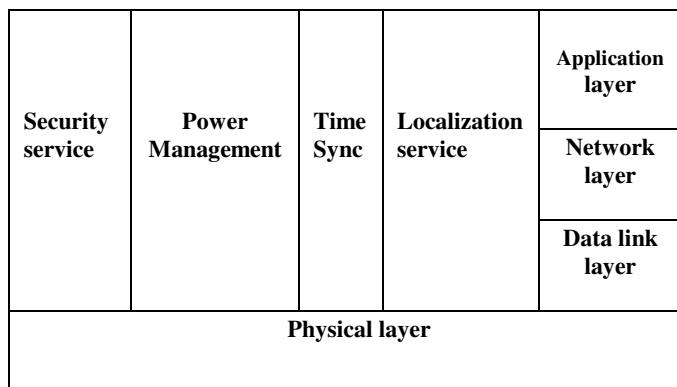 Security
service
Power
Management
Time
Sync
Localization
service
Application
layer
Network
layer
Data link
layer
Physical layer